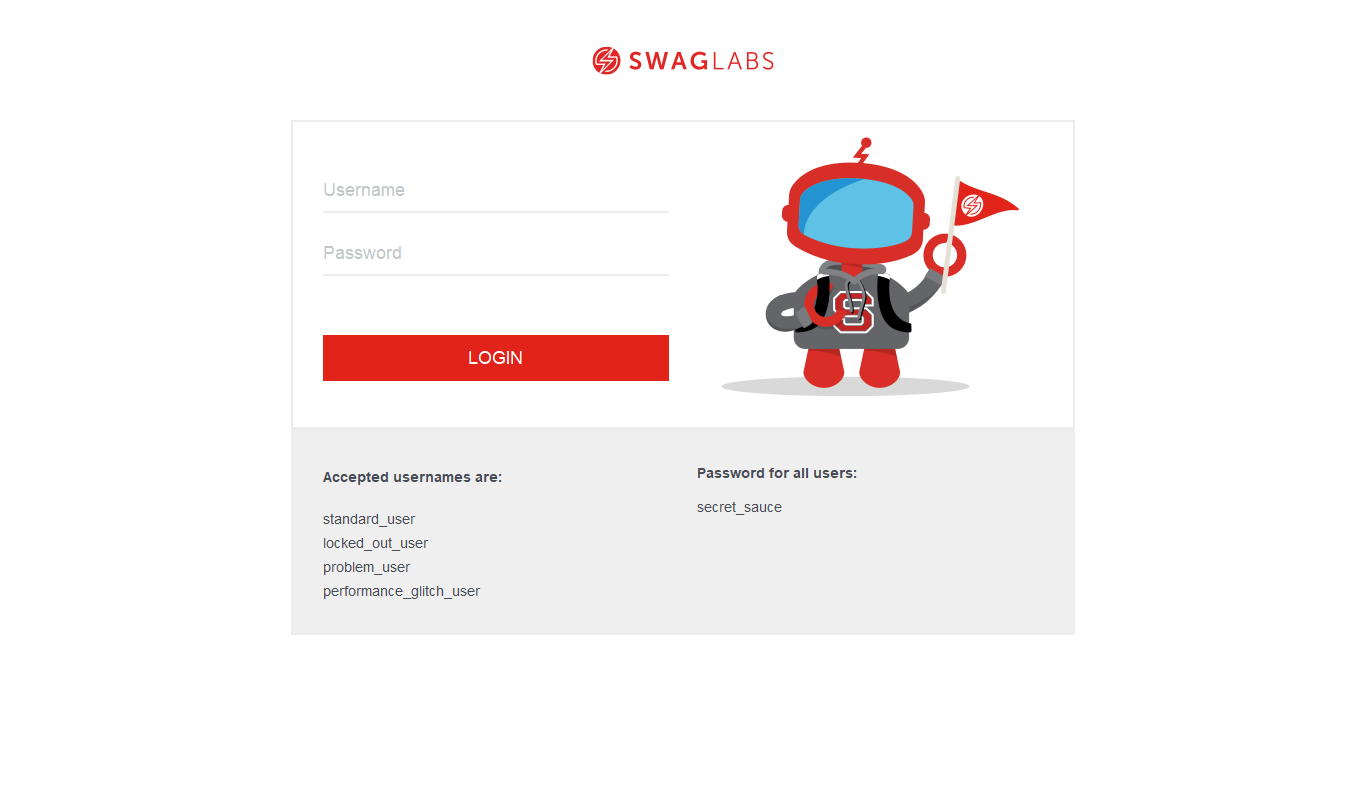 SWAGLABS
Username
Password
LOGIN
Accepted usernames are:
standard_user
locked_out_user
problem_user
performance_glitch_user
Password for all users:
secret_sauce